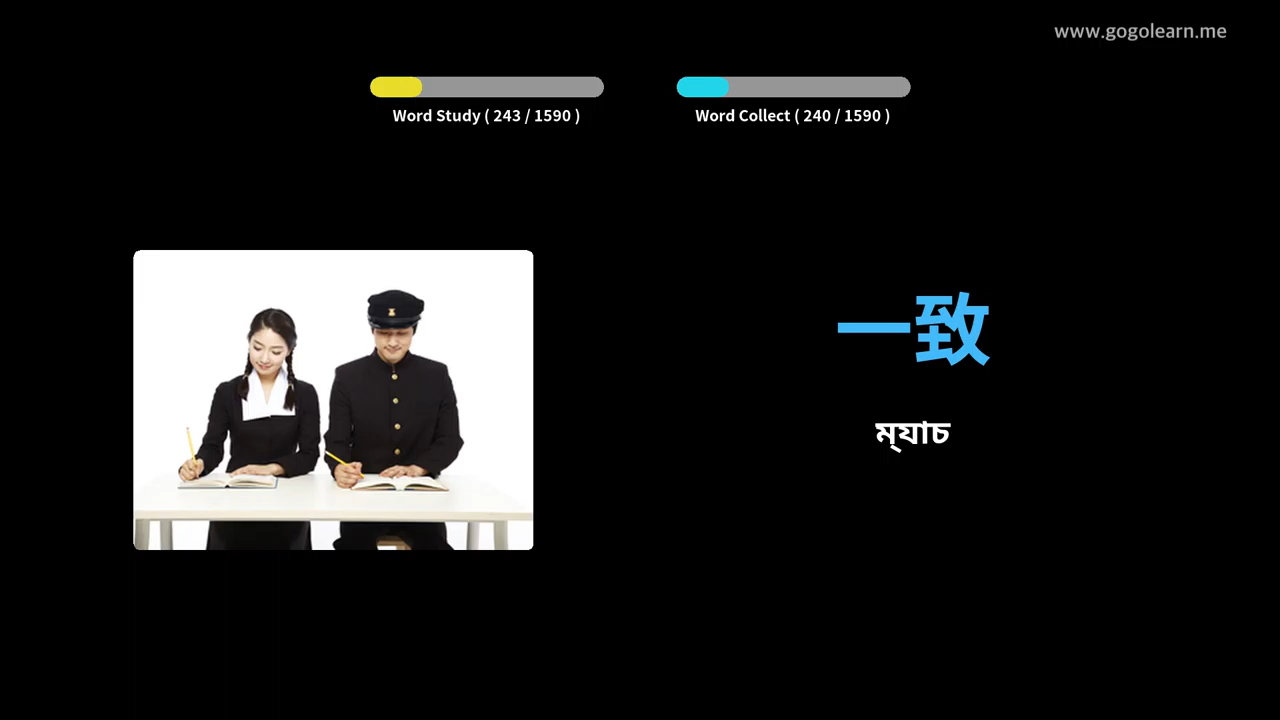 www.gogolearn.me
Word Study ( 243 / 1590 )
Word Collect ( 240 / 1590 )
一致
ম্যাচ